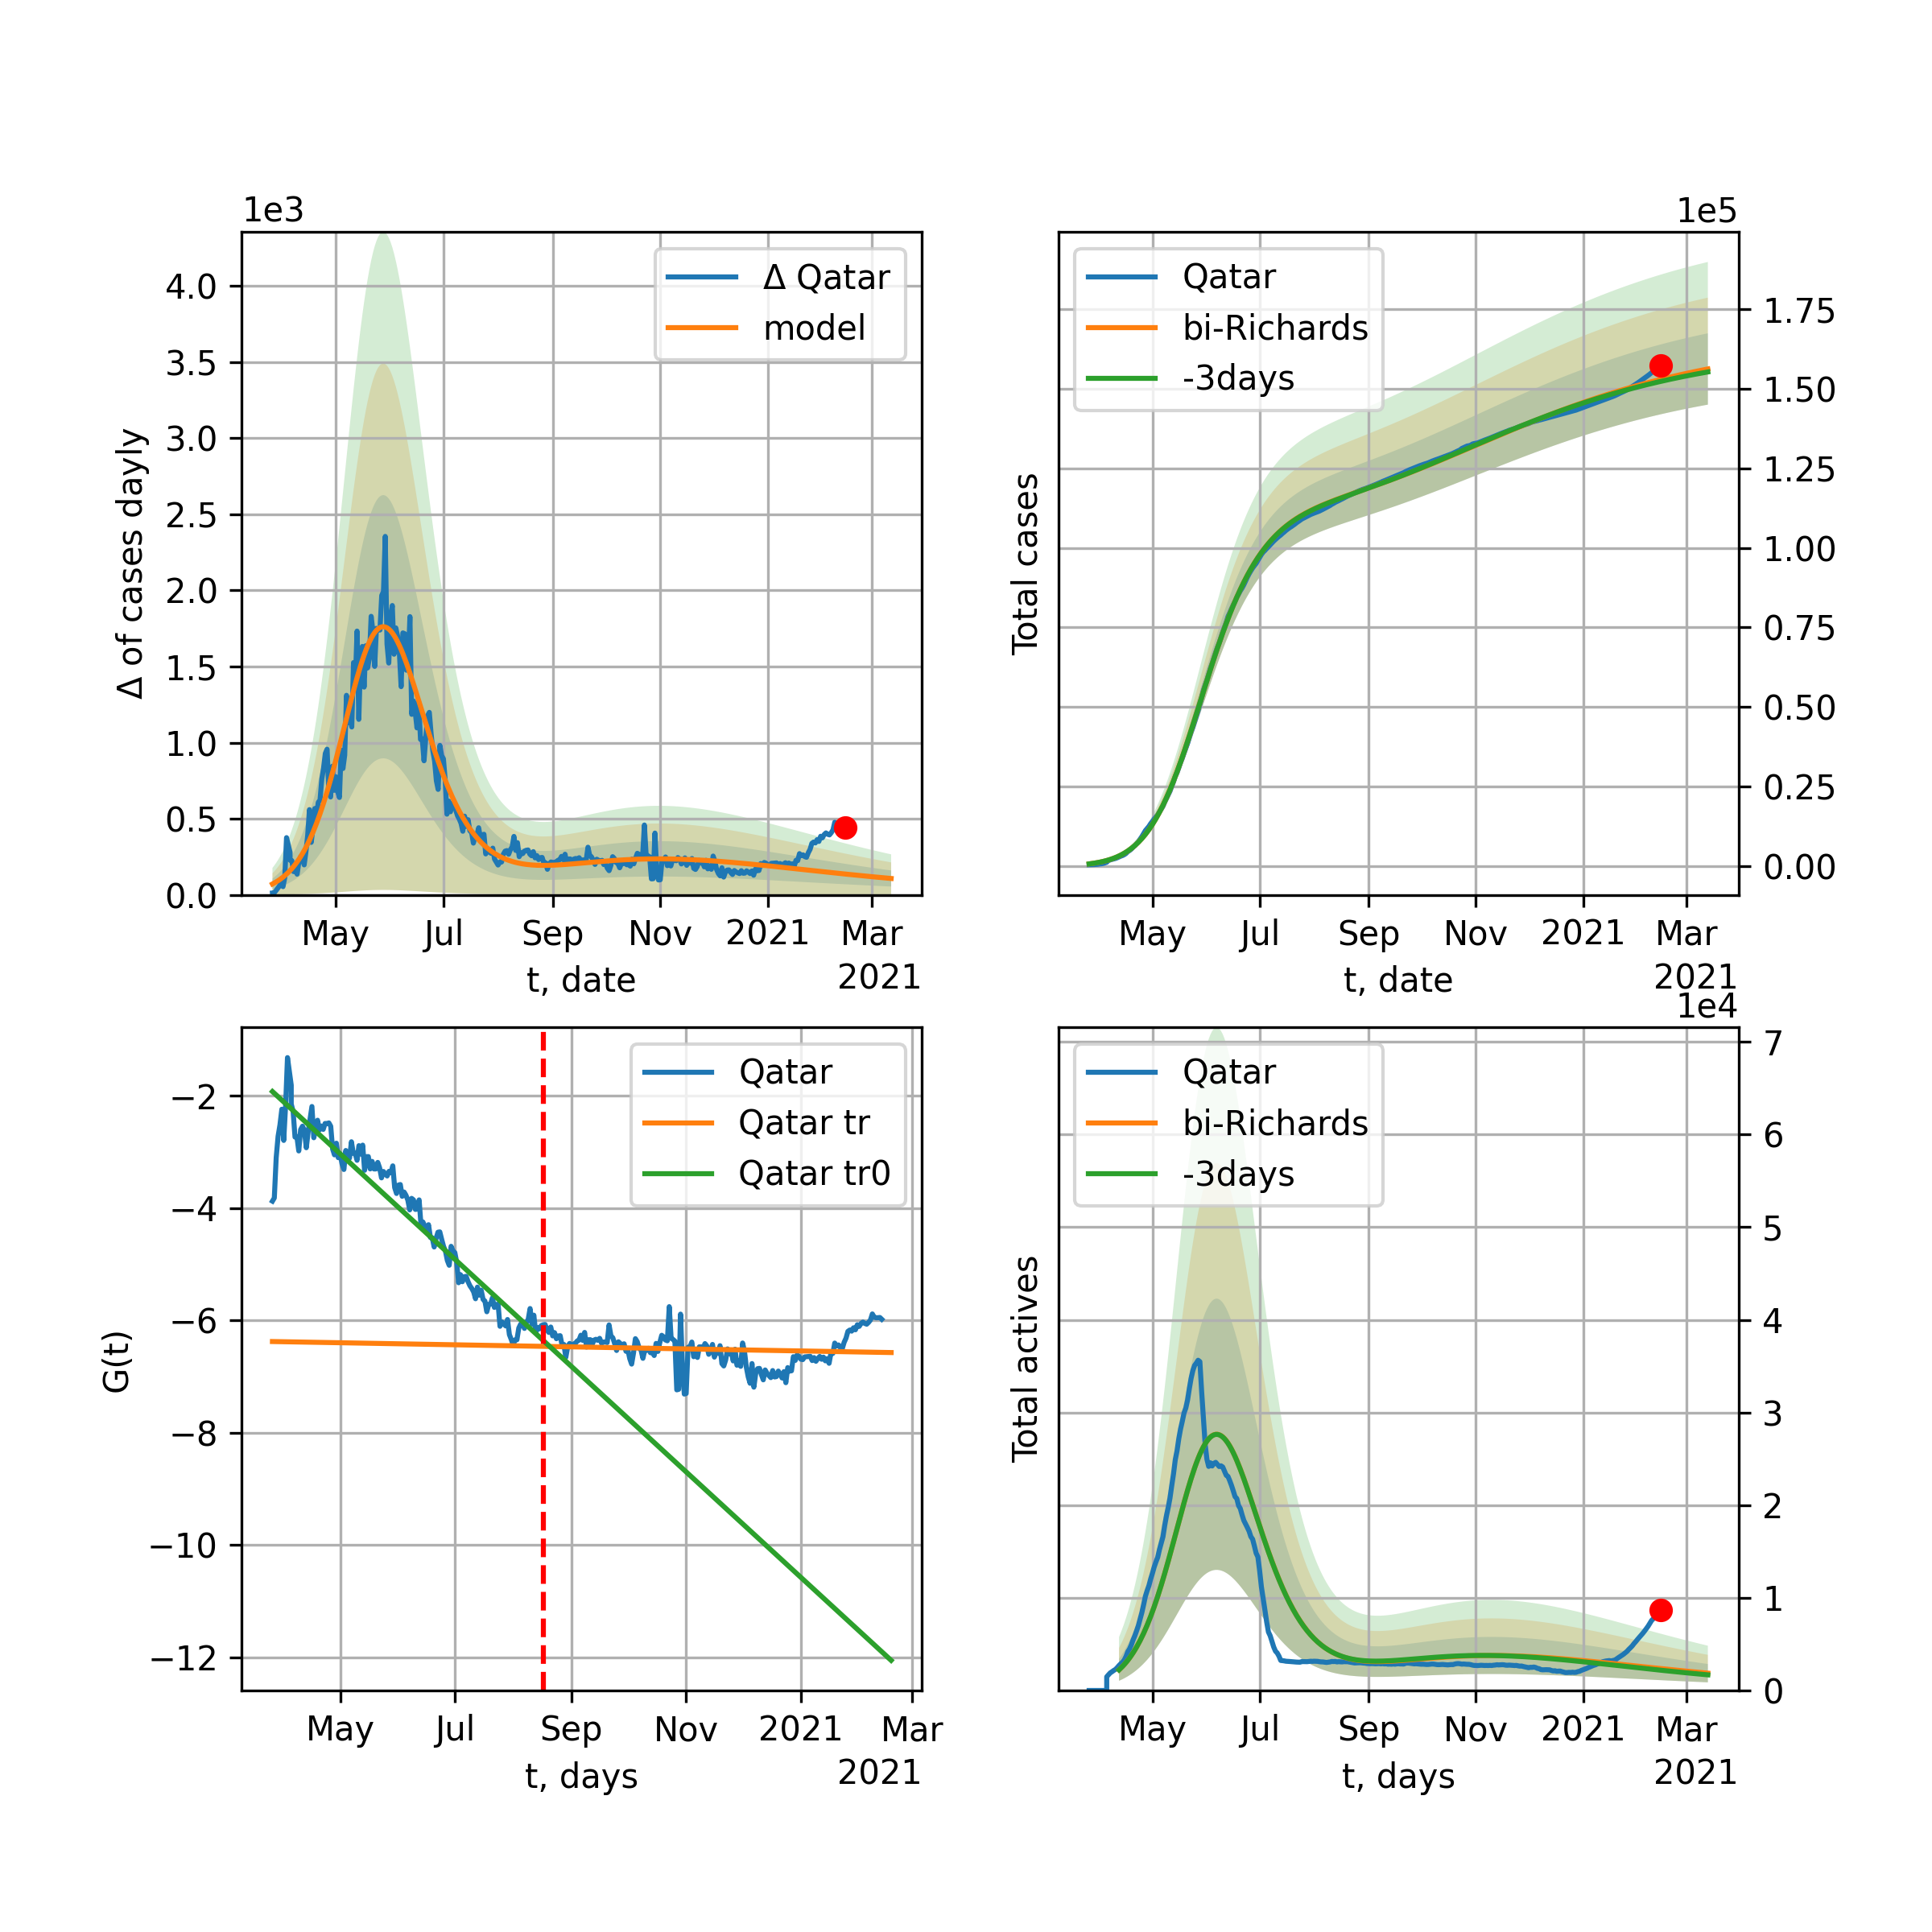 1e3
4.0
3.5
3.0
2.5
2.0
1.5
1.0
0.5
0.0
Δ of cases dayly
Δ Qatar
model
May Jul Sep Nov 2021 Mar
t, date
2021
1e5
1.75
1.50
1.25
1.00
0.75
0.50
0.25
0.00
Total cases
Qatar
bi-Richards
-3days
May Jul Sep Nov 2021 Mar
t, date
2021
−2
−4
−6
−8
−10
−12
G(t)
Qatar
Qatar tr
Qatar tr0
May Jul Sep Nov 2021 Mar
t, days
2021
1e4
7
6
5
4
3
2
1
0
Total actives
Qatar
bi-Richards
-3days
May Jul Sep Nov 2021 Mar
t, days
2021